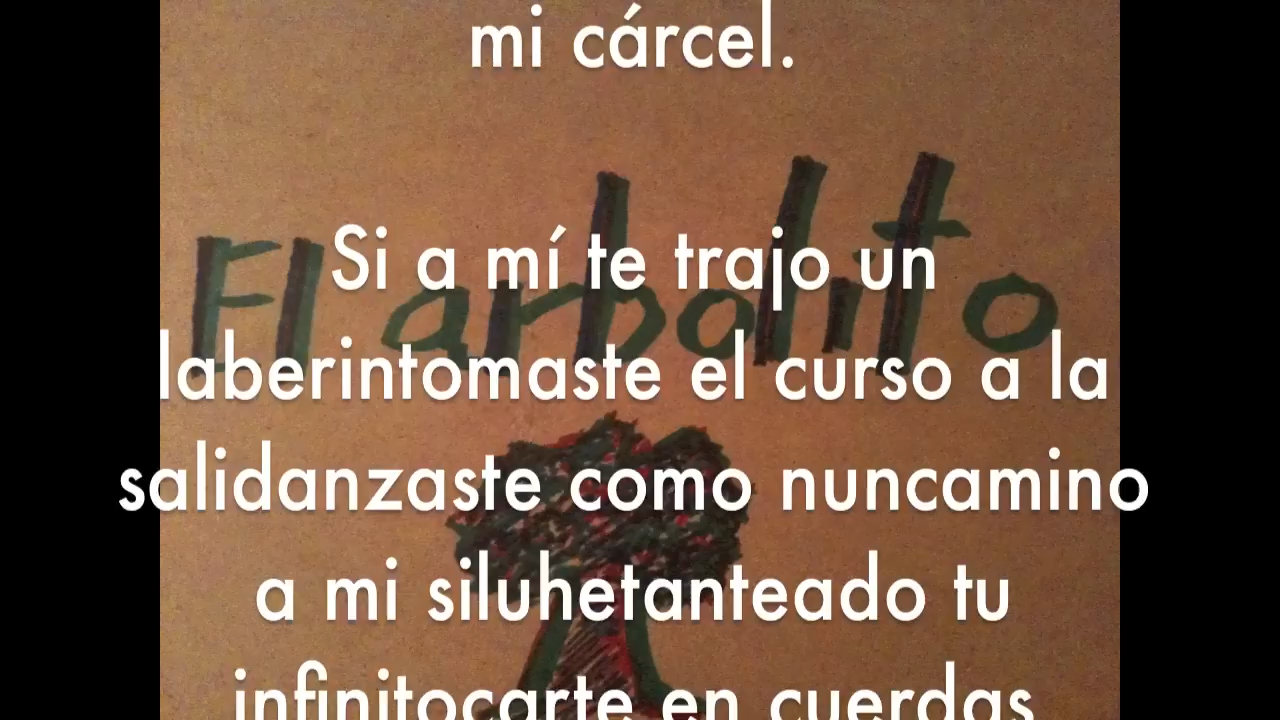 mi cárcel.
El arbolito
Si a mí te trajo un
laberintomaste el curso a la
salidanzaste como nuncamino
a mi siluhetanteado tu
infinitocarte en cuerdas